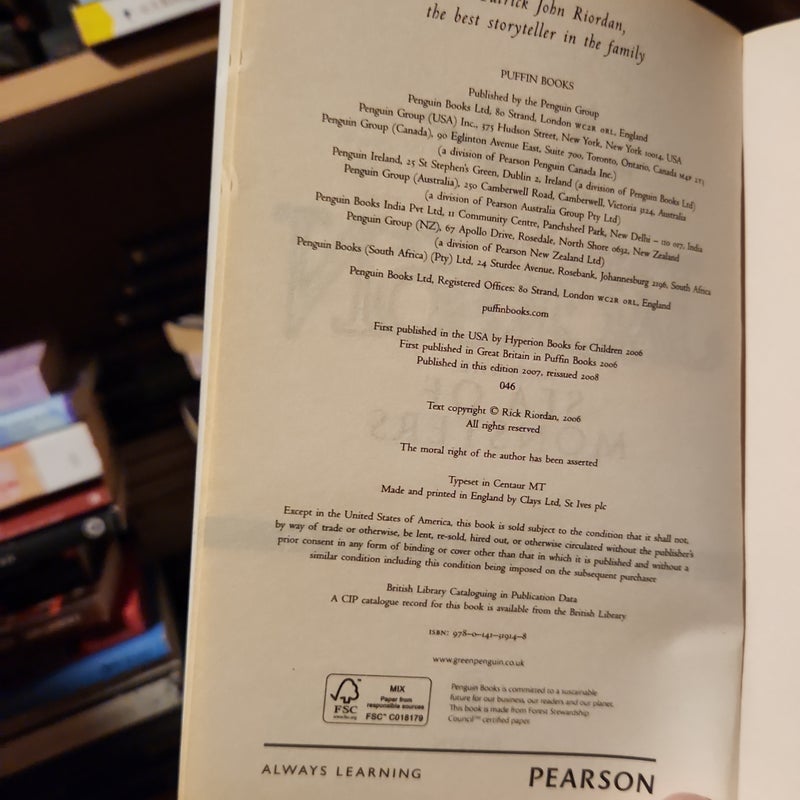 Patrick John Riordan,
the best storyteller in the family
PUFFIN BOOKS
Published by the Penguin Group
Penguin Books Ltd, 80 Strand, London WC2R 0RL, England
Penguin Group (USA) Inc., 375 Hudson Street, New York, New York 10014, USA
Penguin Group (Canada), 90 Eglinton Avenue East, Suite 700, Toronto, Ontario, Canada M4P 2Y3
(a division of Pearson Penguin Canada Inc.)
Penguin Ireland, 25 St Stephen's Green, Dublin 2, Ireland (a division of Penguin Books Ltd)
Penguin Group (Australia), 250 Camberwell Road, Camberwell, Victoria 3124, Australia
(a division of Pearson Australia Group Pty Ltd)
Penguin Books India Pvt Ltd, 11 Community Centre, Panchsheel Park, New Delhi – 110 017, India
Penguin Group (NZ), 67 Apollo Drive, Rosedale, North Shore 0632, New Zealand
(a division of Pearson New Zealand Ltd)
Penguin Books (South Africa) (Pty) Ltd, 24 Sturdee Avenue, Rosebank, Johannesburg 2196, South Africa
Penguin Books Ltd, Registered Offices: 80 Strand, London WC2R 0RL, England
puffinbooks.com
First published in the USA by Hyperion Books for Children 2006
First published in Great Britain in Puffin Books 2006
Published in this edition 2007, reissued 2008
046
Text copyright © Rick Riordan, 2006
All rights reserved
The moral right of the author has been asserted
Typeset in Centaur MT
Made and printed in England by Clays Ltd, St Ives plc
Except in the United States of America, this book is sold subject to the condition that it shall not,
by way of trade or otherwise, be lent, re-sold, hired out, or otherwise circulated without the publisher's
prior consent in any form of binding or cover other than that in which it is published and without a
similar condition including this condition being imposed on the subsequent purchaser
British Library Cataloguing in Publication Data
A CIP catalogue record for this book is available from the British Library
ISBN: 978-0-141-31914-8
www.greenpenguin.co.uk
FSC
www.fsc.org
MIX
Paper from
responsible sources
FSC™ C018179
Penguin Books is committed to a sustainable
future for our business, our readers and our planet.
This book is made from Forest Stewardship
Council™ certified paper.
ALWAYS LEARNING
PEARSON